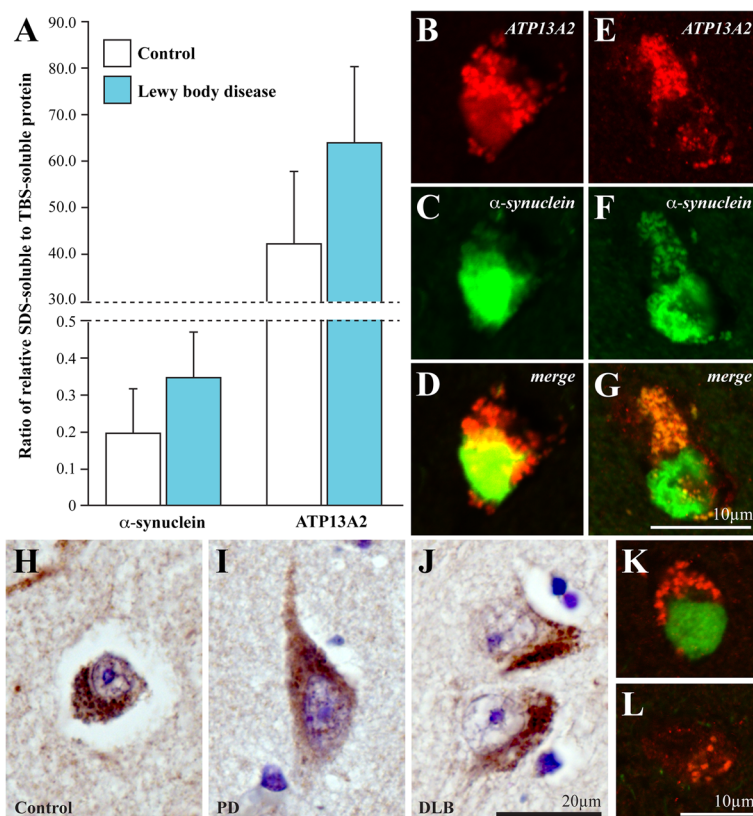 A
90.0
80.0
70.0
60.0
50.0
40.0
30.0
0.5
0.4
0.3
0.2
0.1
0
Ratio of relative SDS-soluble to TBS-soluble protein
Control
Lewy body disease
α-synuclein
ATP13A2
B
ATP13A2
E
ATP13A2
C
α-synuclein
F
α-synuclein
D
merge
G
merge
10µm
H
Control
I
PD
J
DLB
20µm
K
L
10µm